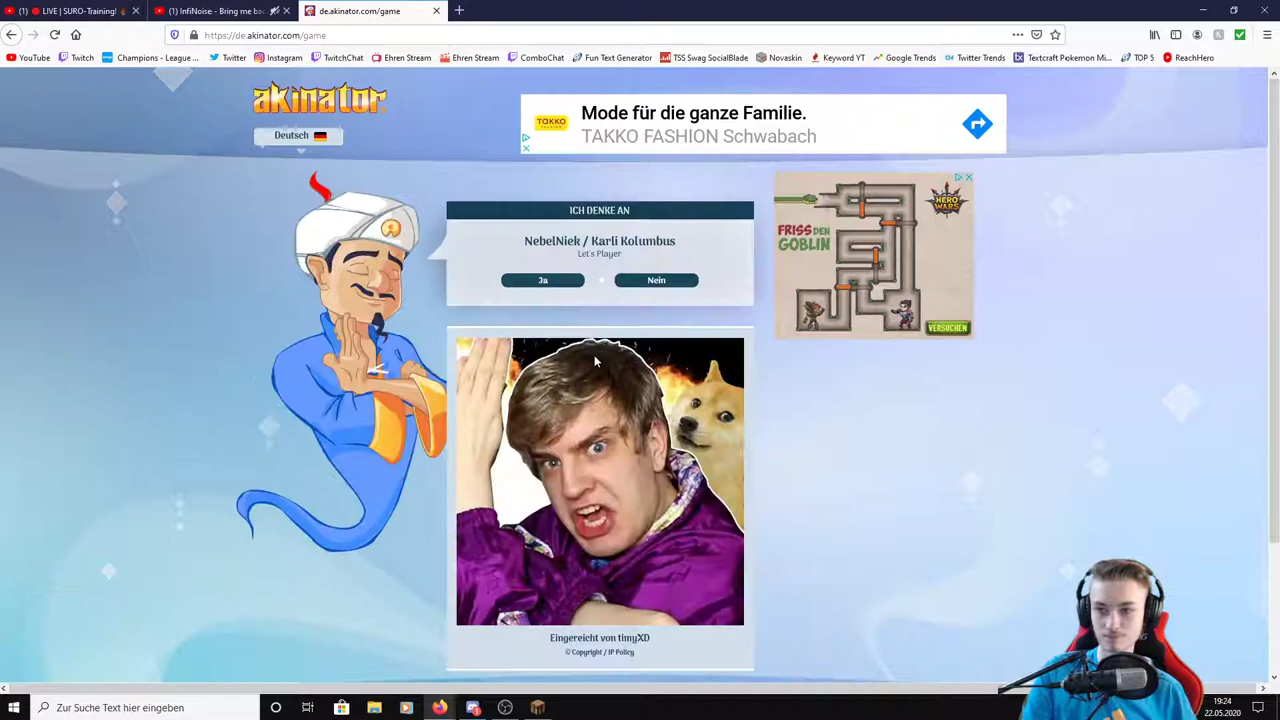 (1) 🔴 LIVE | SURO-Training!
(1) InfiNoise - Bring me bac
de.akinator.com/game
https://de.akinator.com/game
YouTube
Twitch
Champions - League ...
Twitter
Instagram
TwitchChat
Ehren Stream
Ehren Stream
ComboChat
Fun Text Generator
TSS Swag SocialBlade
Novaskin
Keyword YT
Google Trends
Twitter Trends
Textcraft Pokemon Mi...
TOP 5
ReachHero
akinator
Deutsch
TAKKO
FASHION
Mode für die ganze Familie.
TAKKO FASHION Schwabach
ICH DENKE AN
NebelNiek / Karli Kolumbus
Let's Player
Ja
Nein
HERO
WARS
FRISS DEN
GOBLIN
VERSUCHEN
Eingereicht von timyXD
© Copyright / IP Policy
Zur Suche Text hier eingeben
19:24
22.05.2020